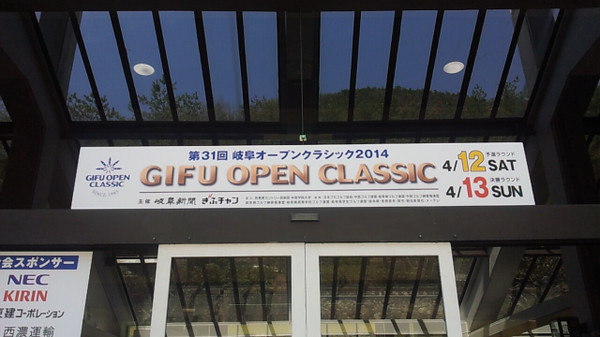 第31回 岐阜オープンクラシック2014
GIFU OPEN CLASSIC
GIFU OPEN
CLASSIC
主催 岐阜新聞 ぎふチャン
4/12 SAT 予選ラウンド
4/13 SUN 決勝ラウンド
会スポンサー
NEC
KIRIN
建コーポレーション
西濃運輸